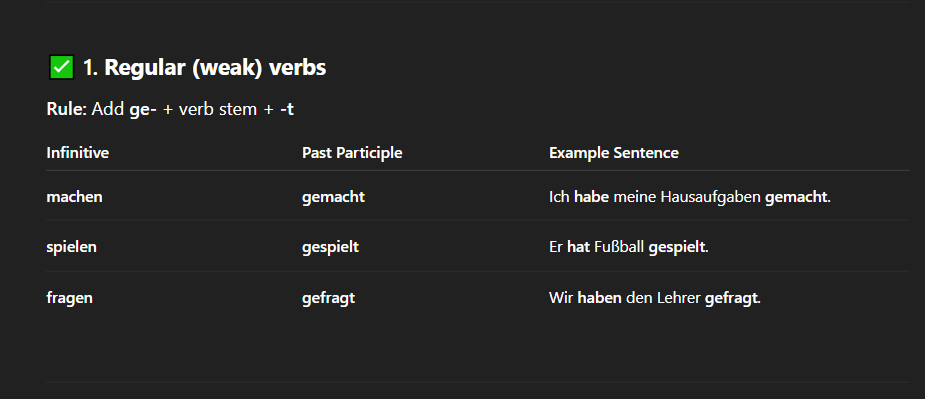 ✅ 1. Regular (weak) verbs
Rule: Add ge- + verb stem + -t
Infinitive Past Participle Example Sentence
machen gemacht Ich habe meine Hausaufgaben gemacht.
spielen gespielt Er hat Fußball gespielt.
fragen gefragt Wir haben den Lehrer gefragt.